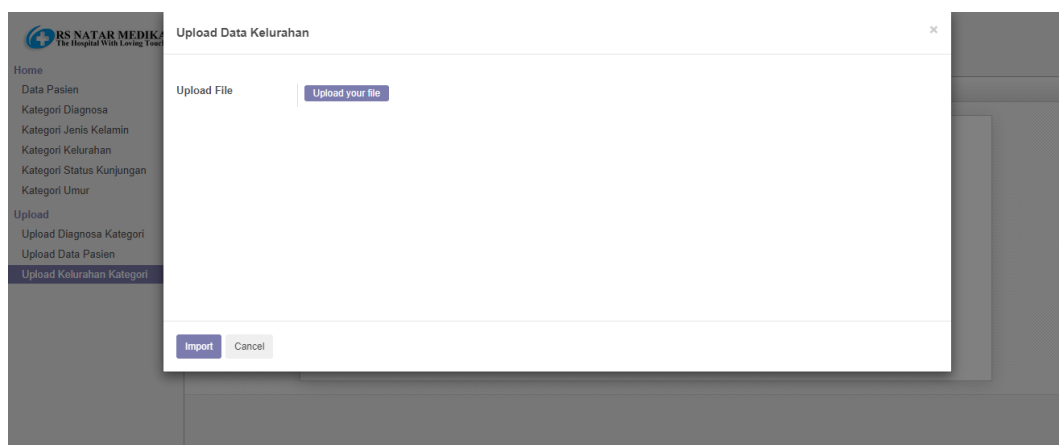 RS NATAR MEDIKA
The Hospital With Loving
Home
Data Pasien
Kategori Diagnosa
Kategori Jenis Kelamin
Kategori Kelurahan
Kategori Status Kunjungan
Kategori Umur
Upload
Upload Diagnosa Kategori
Upload Data Pasien
Upload Kelurahan Kategori
Upload Data Kelurahan
×
Upload File
Upload your file
Import
Cancel